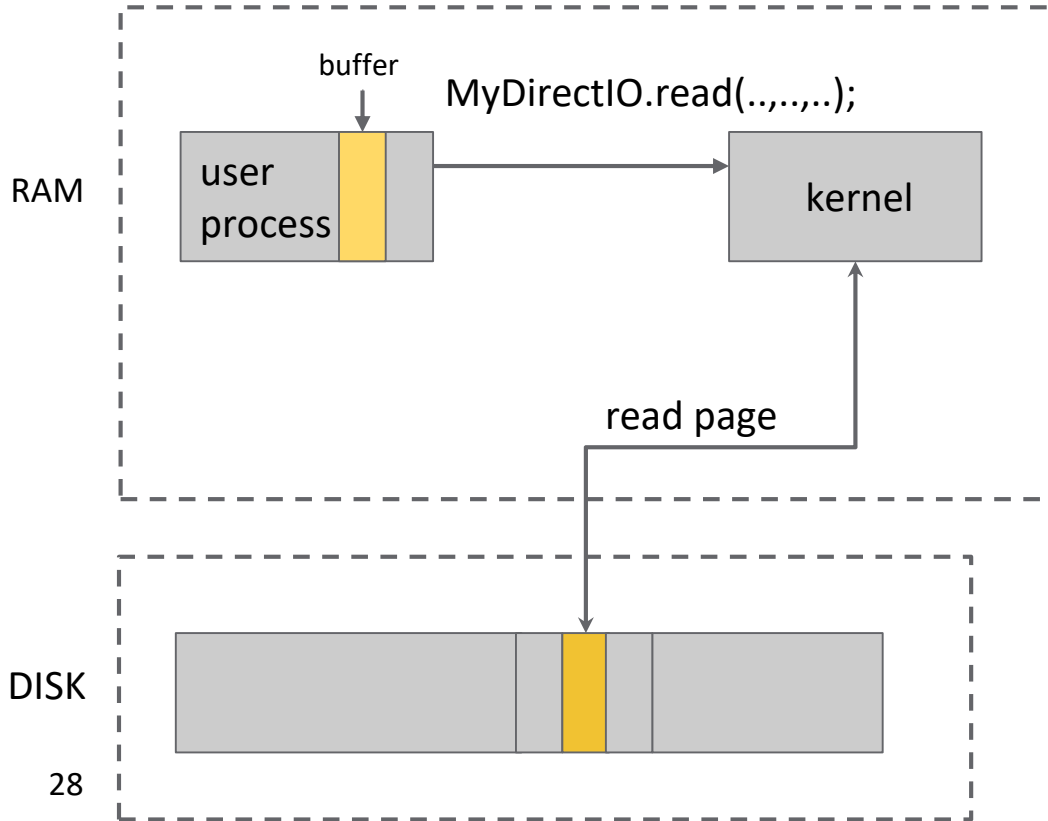 buffer
MyDirectIO.read(..,..,..);
RAM
user
process
kernel
read page
DISK
28